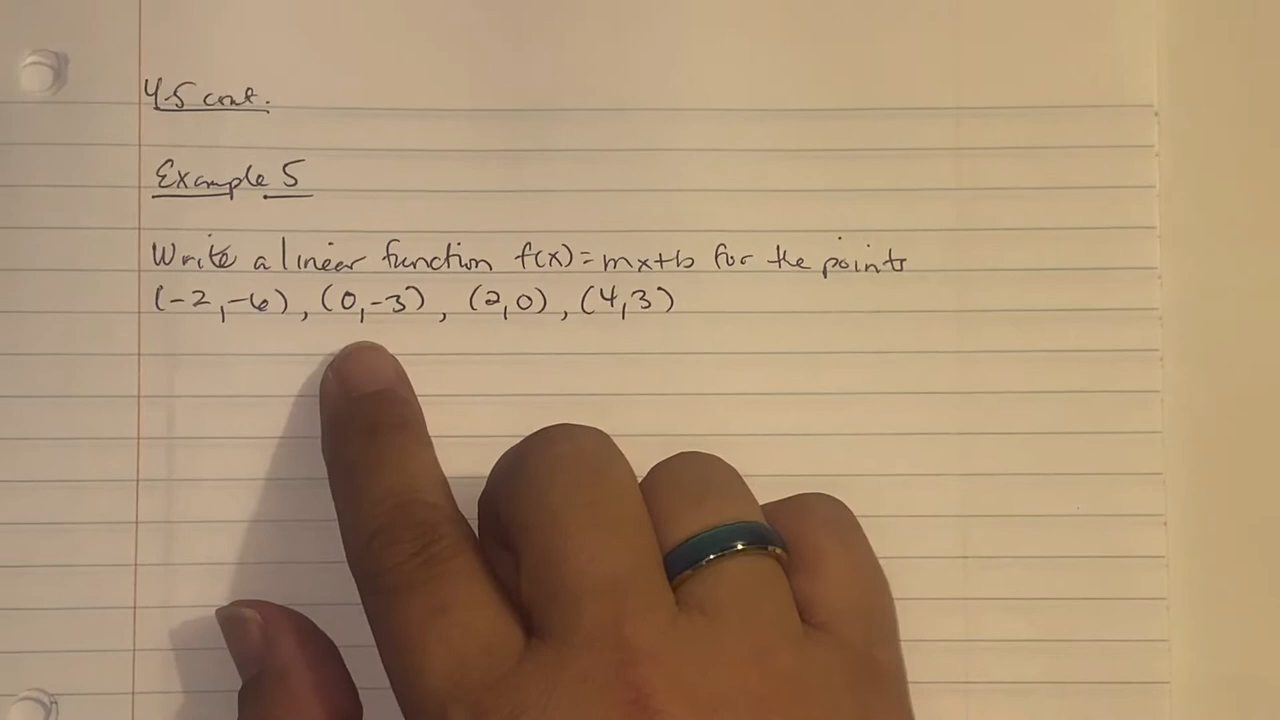 4.5 cont.
Example 5
Write a linear function f(x)=mx+b for the points
(-2,-6), (0,-3), (2,0), (4,3)